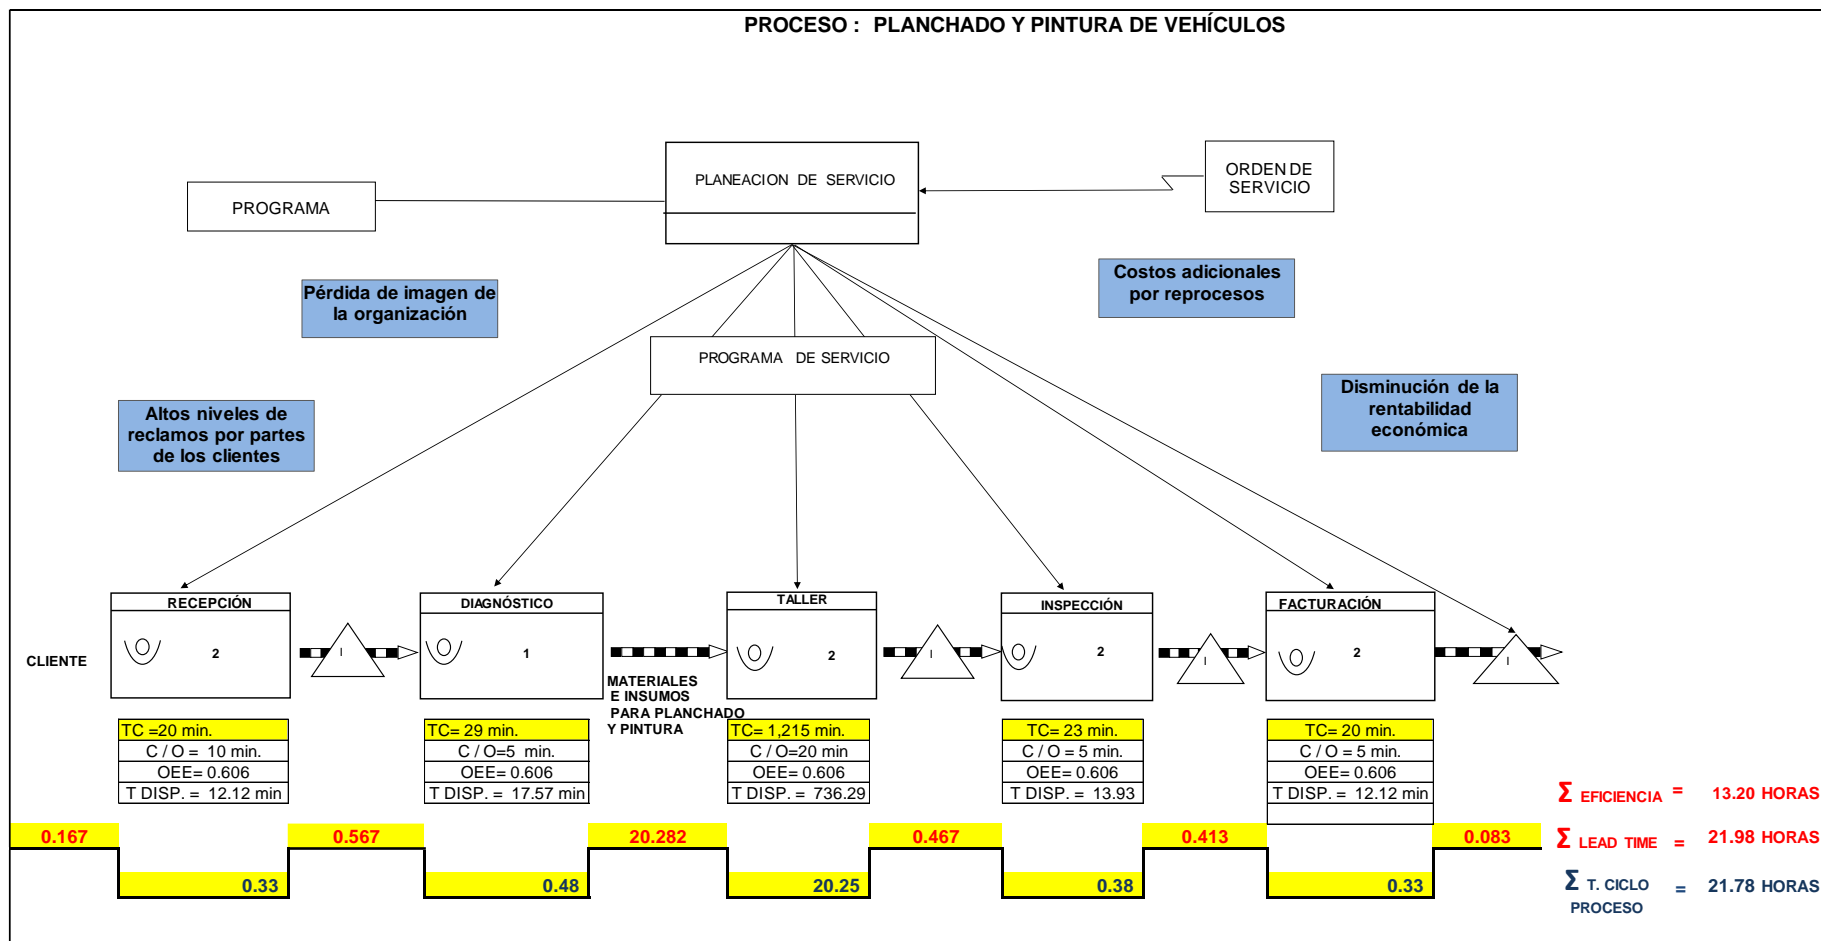 PROCESO : PLANCHADO Y PINTURA DE VEHÍCULOS
PLANEACION DE SERVICIO
ORDEN DE
SERVICIO
PROGRAMA
Pérdida de imagen de
la organización
Costos adicionales
por reprocesos
PROGRAMA DE SERVICIO
Altos niveles de
reclamos por partes
de los clientes
Disminución de la
rentabilidad
económica
CLIENTE
RECEPCIÓN
2
I
DIAGNÓSTICO
1
MATERIALES
E INSUMOS
PARA PLANCHADO
Y PINTURA
TALLER
2
I
INSPECCIÓN
2
I
FACTURACIÓN
2
I
TC =20 min.
C / O = 10 min.
OEE= 0.606
T DISP. = 12.12 min
TC= 29 min.
C / O=5 min.
OEE= 0.606
T DISP. = 17.57 min
TC= 1,215 min.
C / O=20 min
OEE= 0.606
T DISP. = 736.29
TC= 23 min.
C / O = 5 min.
OEE= 0.606
T DISP. = 13.93
TC= 20 min.
C / O = 5 min.
OEE= 0.606
T DISP. = 12.12 min
0.167 0.567 20.282 0.467 0.413 0.083
0.33 0.48 20.25 0.38 0.33
Σ EFICIENCIA = 13.20 HORAS
Σ LEAD TIME = 21.98 HORAS
Σ T. CICLO = 21.78 HORAS
PROCESO